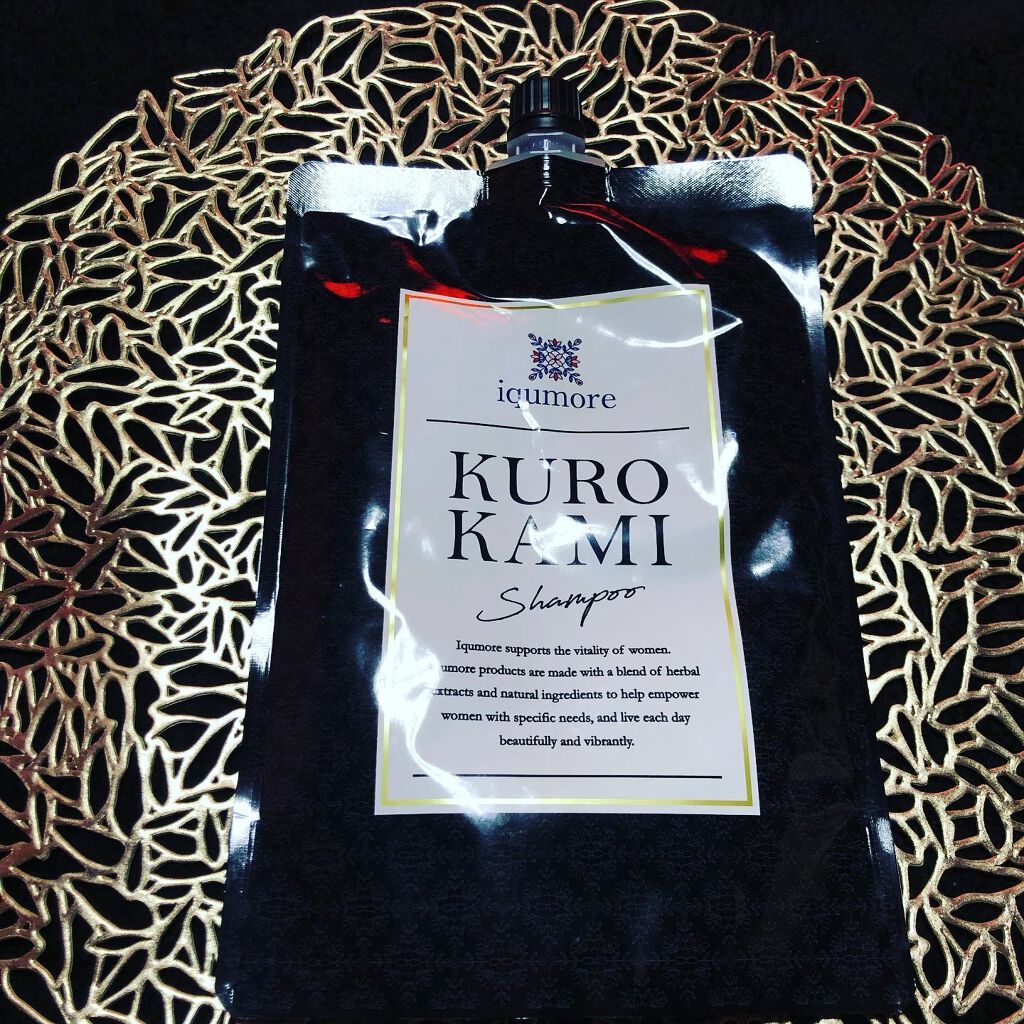 iqumore
KURO
KAMI
Shampoo
Iqumore supports the vitality of women.
products are made with a blend of herbal
and natural ingredients to help empower
women with specific needs, and live each day
beautifully and vibrantly.